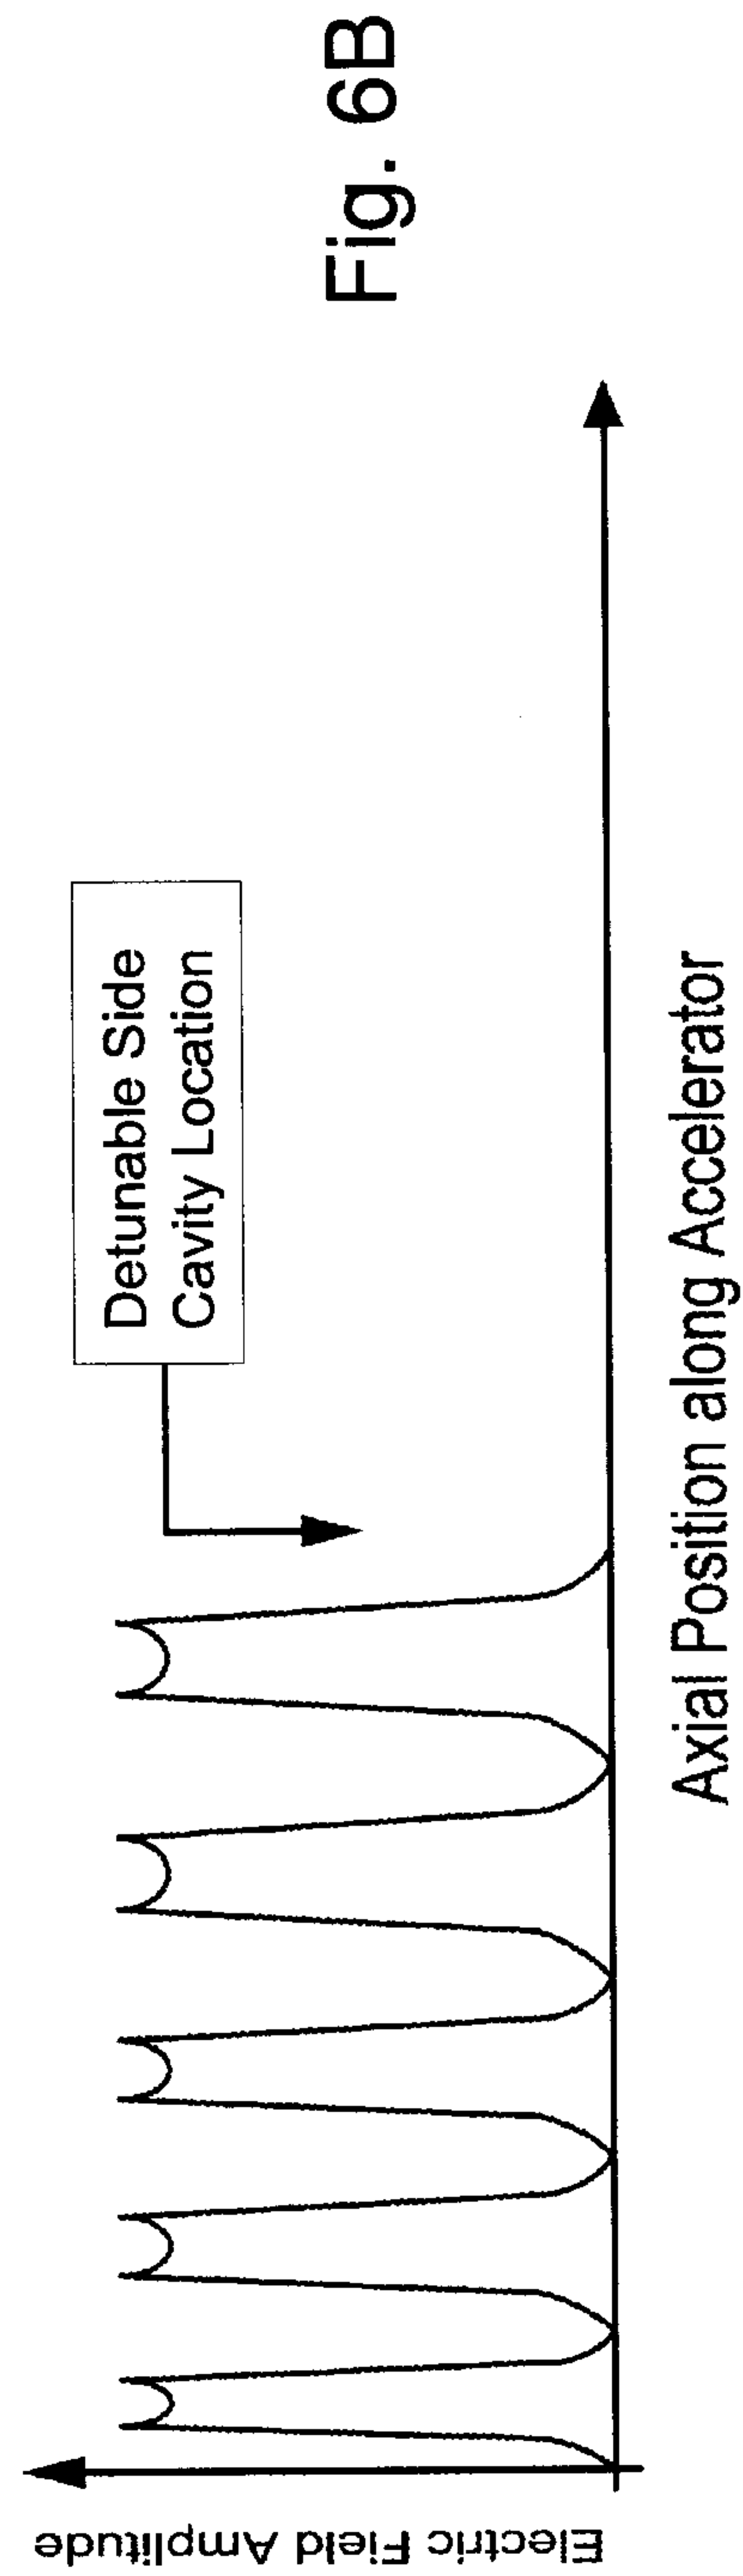 Fig. 6B
Detunable Side
Cavity Location
Electric Field Amplitude
Axial Position along Accelerator